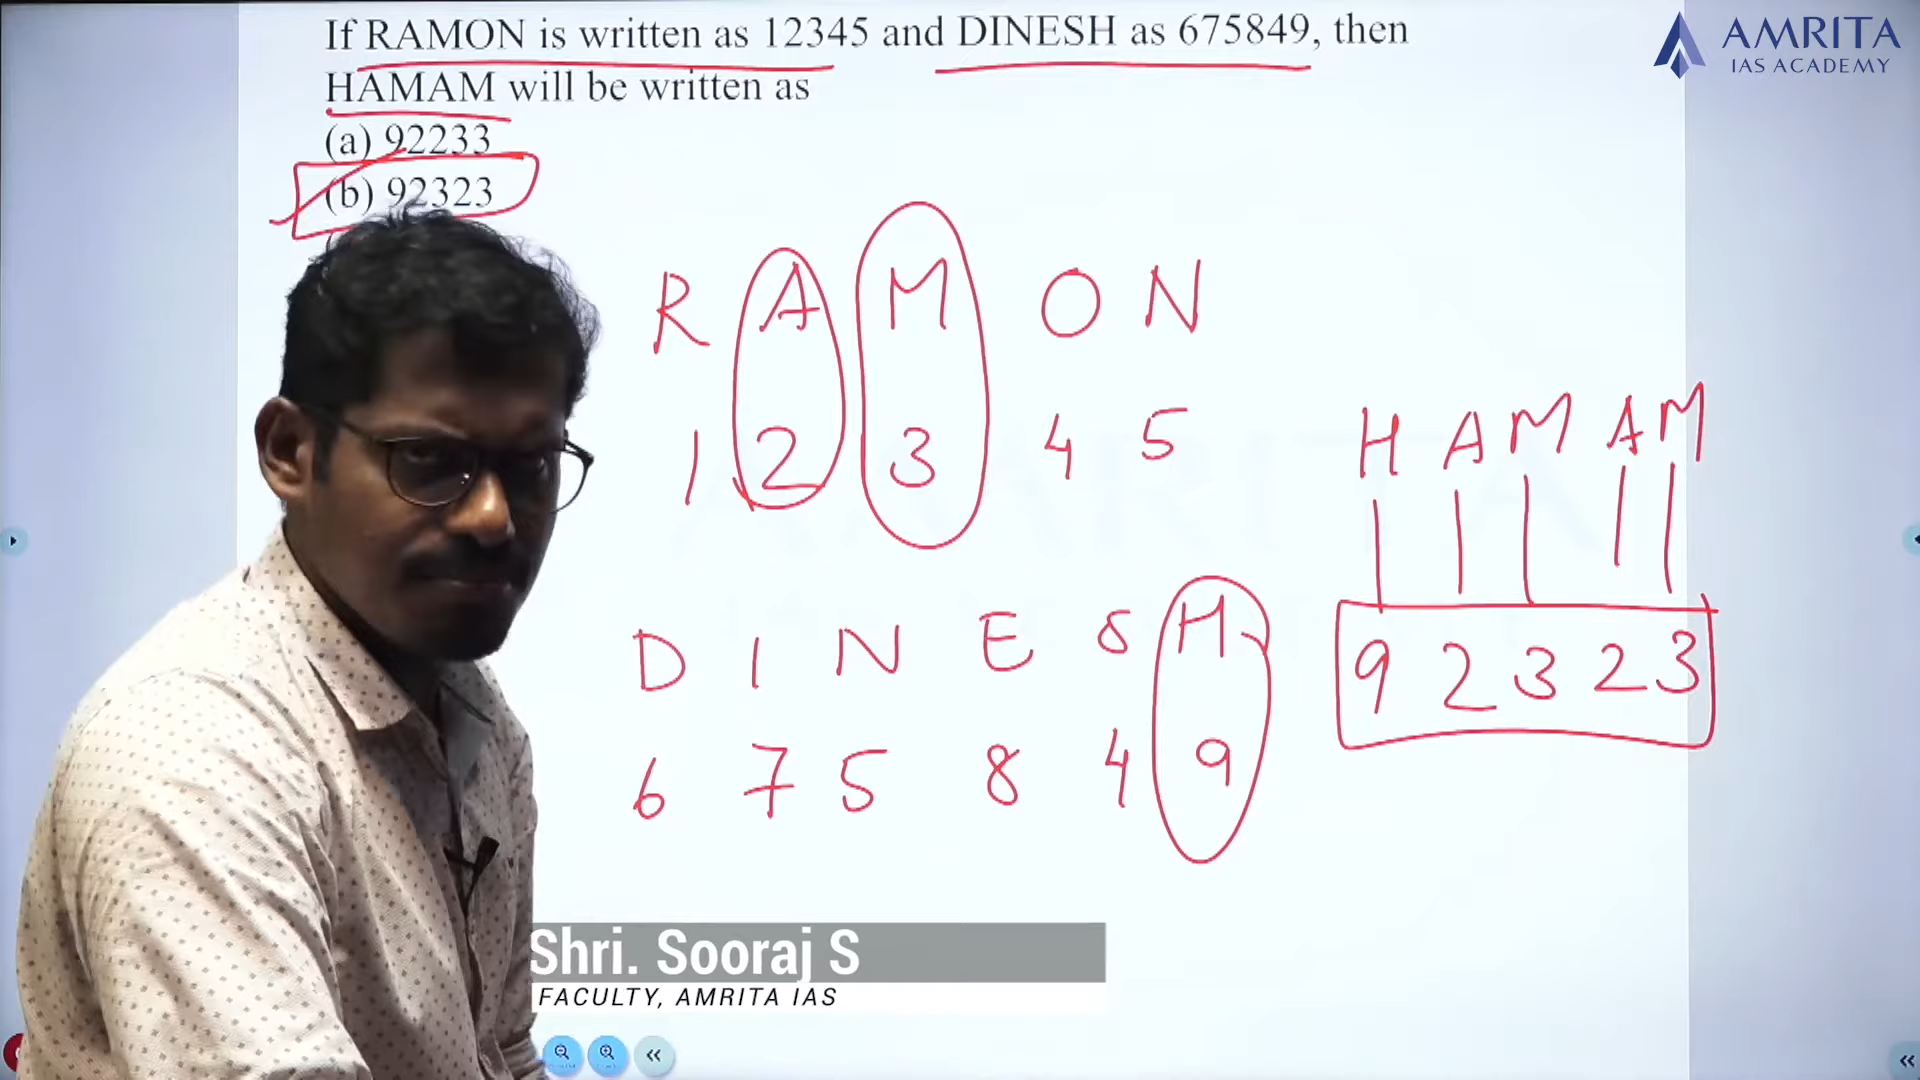 If RAMON is written as 12345 and DINESH as 675849, then
HAMAM will be written as
(a) 92233
(b) 92323
AMRITA
IAS ACADEMY
R A M O N
1 2 3 4 5
H A M A M
9 2 3 2 3
D I N E S H
6 7 5 8 4 9
Shri. Sooraj S
FACULTY, AMRITA IAS